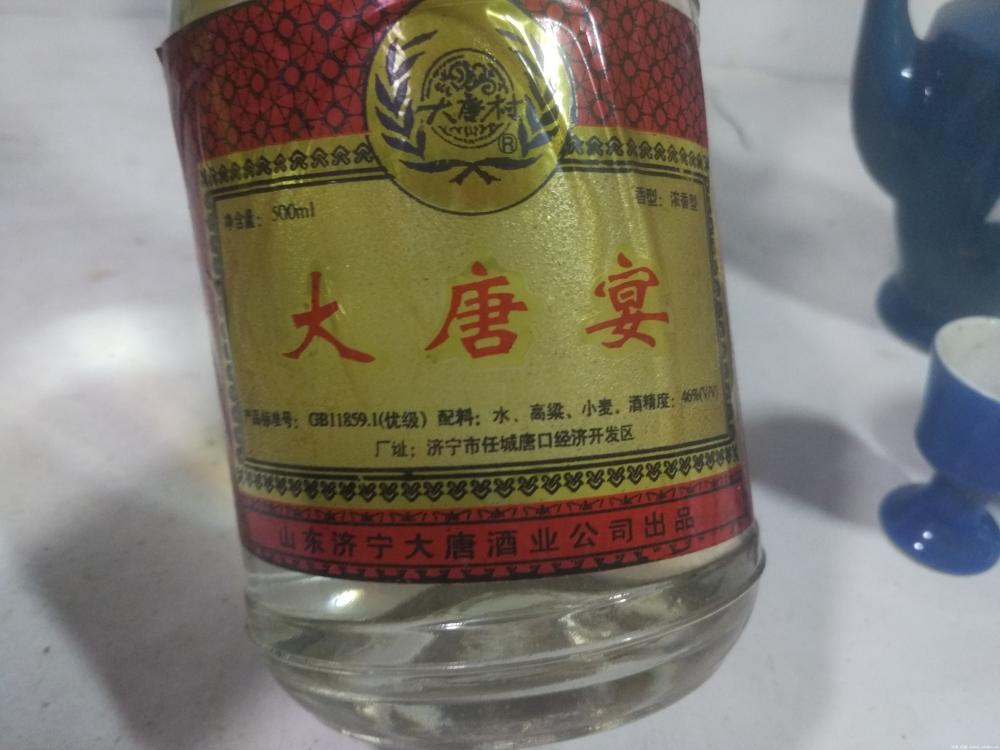 大唐村
®
净含量：500ml
香型：浓香型
大唐宴
产品标准号：GB11859.1(优级) 配料：水、高粱、小麦。酒精度：46%(V/V)
厂址：济宁市任城唐口经济开发区
山东济宁大唐酒业公司出品